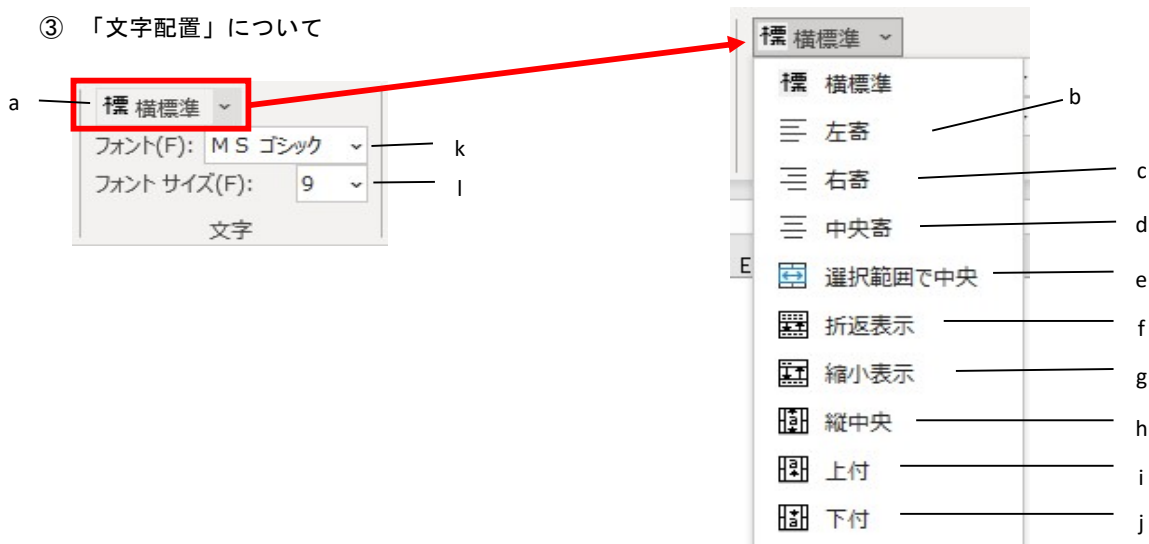 ③ 「文字配置」について
a
標 横標準
フォント(F): ＭＳ ゴシック
k
フォント サイズ(F): 9
l
文字
標 横標準
標 横標準
b
左寄
右寄
c
中央寄
d
E
選択範囲で中央
e
折返表示
f
縮小表示
g
縦中央
h
上付
i
下付
j